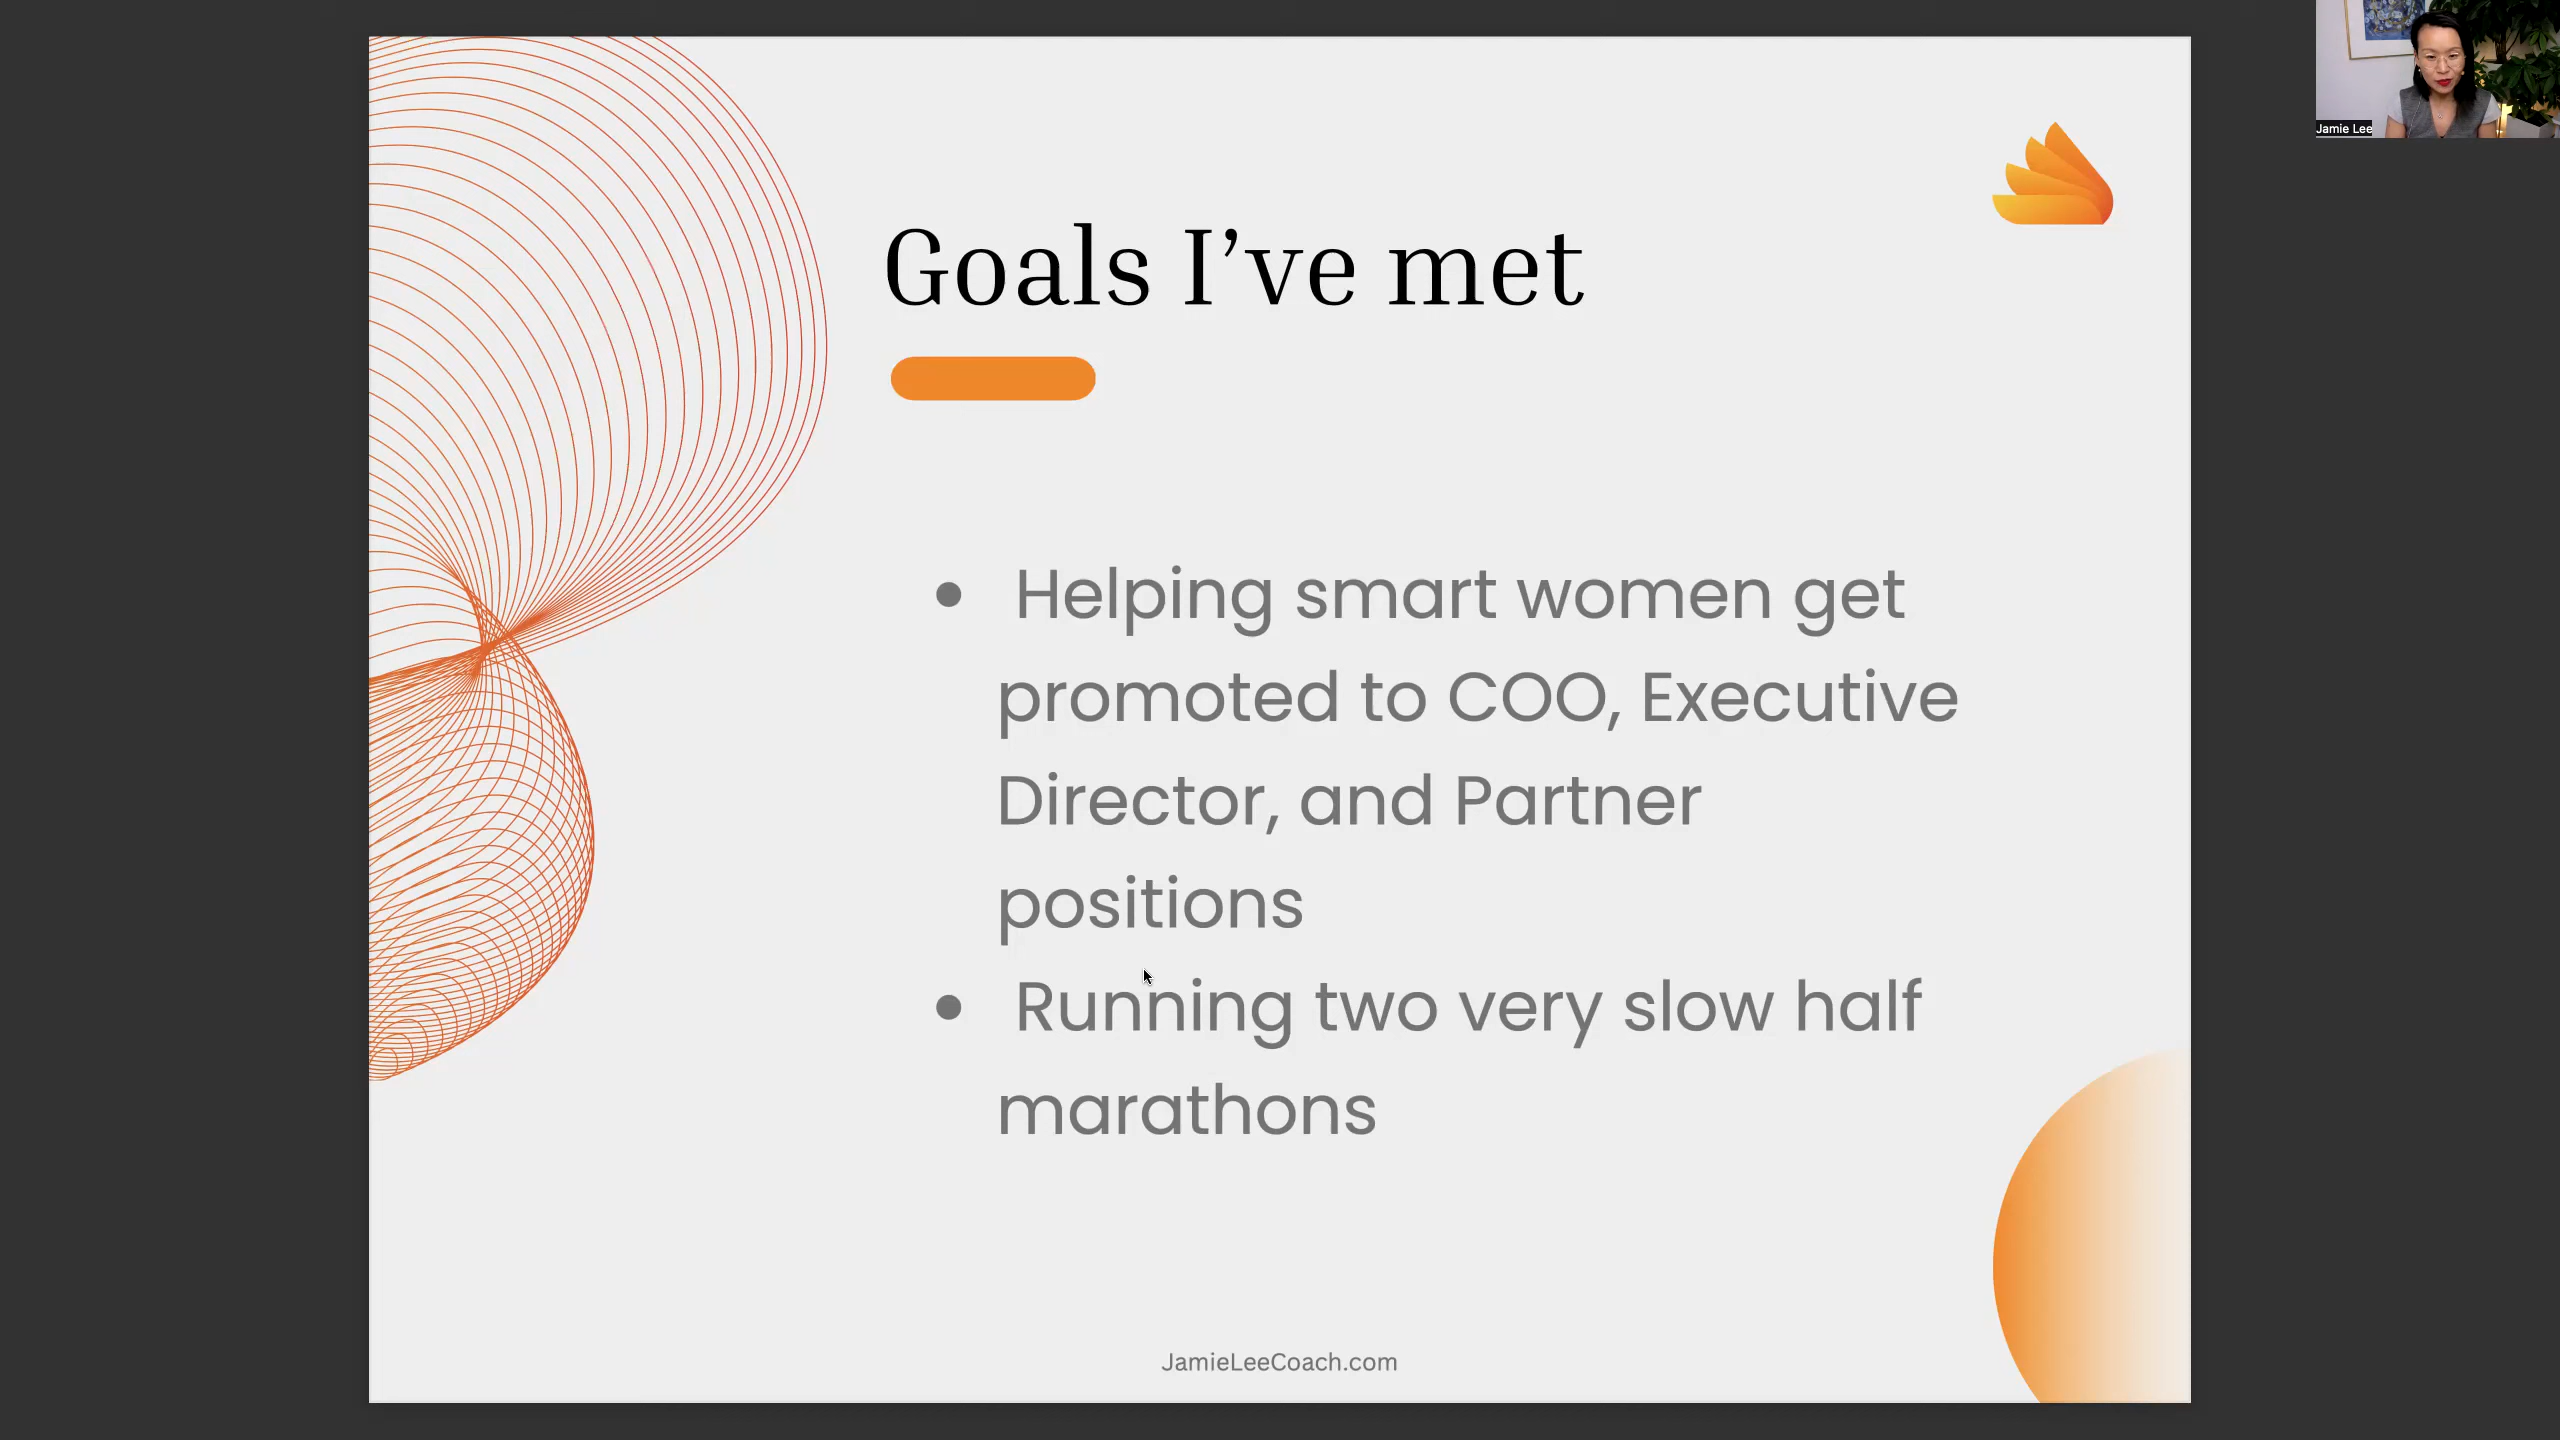 Jamie Lee
Goals I’ve met
● Helping smart women get
promoted to COO, Executive
Director, and Partner
positions
● Running two very slow half
marathons
JamieLeeCoach.com